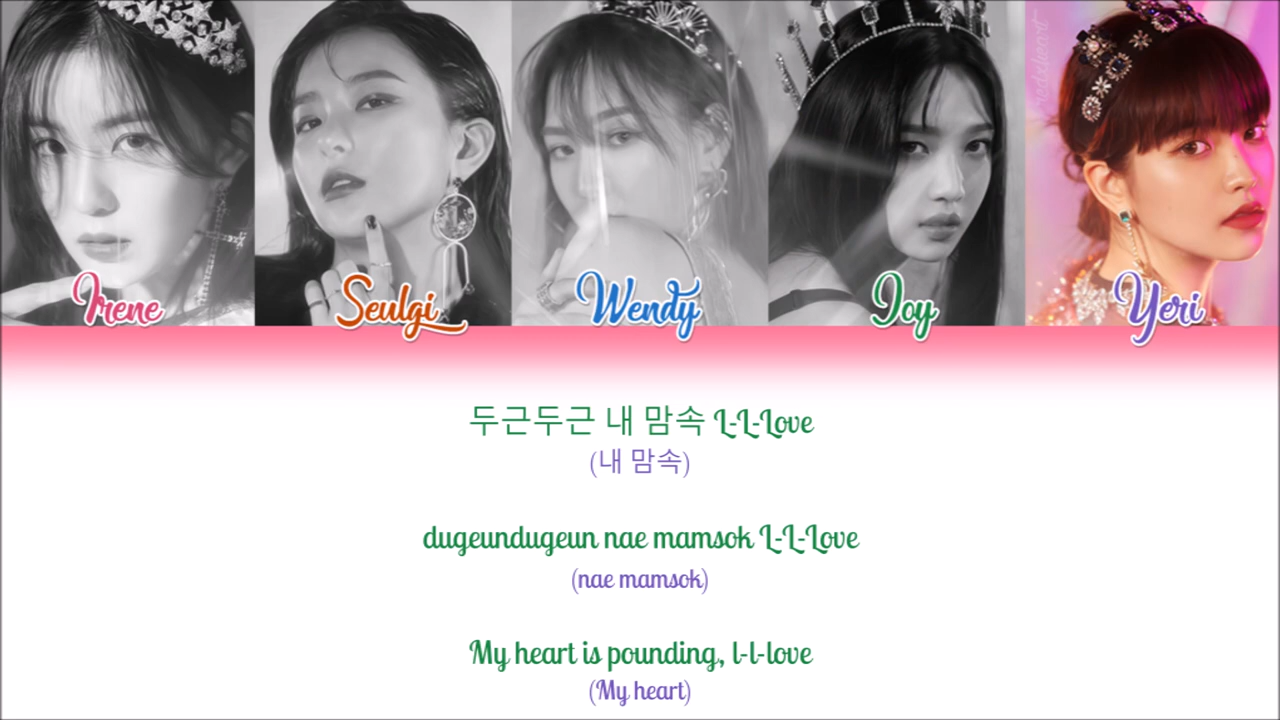 Irene
Seulgi
Wendy
Joy
Yeri
두근두근 내 맘속 L-L-Love
(내 맘속)
dugeundugeun nae mamsok L-L-Love
(nae mamsok)
My heart is pounding, l-l-love
(My heart)